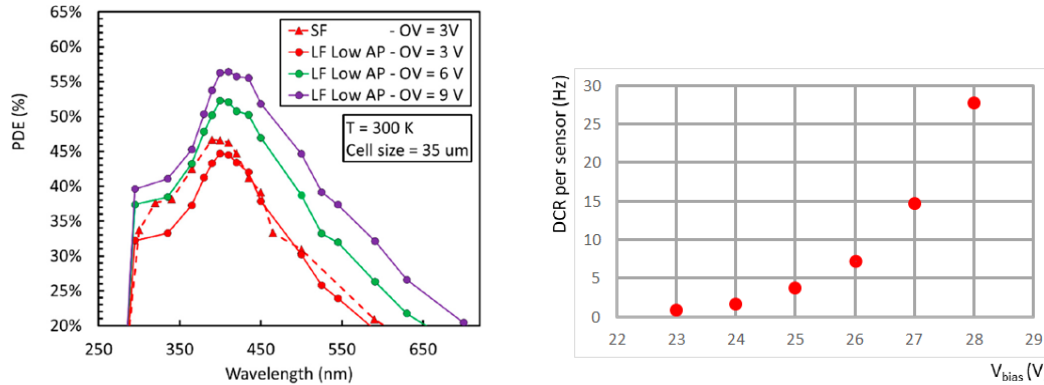 65%
60%
55%
50%
45%
40%
35%
30%
25%
20%
PDE (%)
250 350 450 550 650
Wavelength (nm)
SF - OV = 3V
LF Low AP - OV = 3 V
LF Low AP - OV = 6 V
LF Low AP - OV = 9 V
T = 300 K
Cell size = 35 um
30
25
20
15
10
5
0
DCR per sensor (Hz)
22 23 24 25 26 27 28 29
Vbias (V